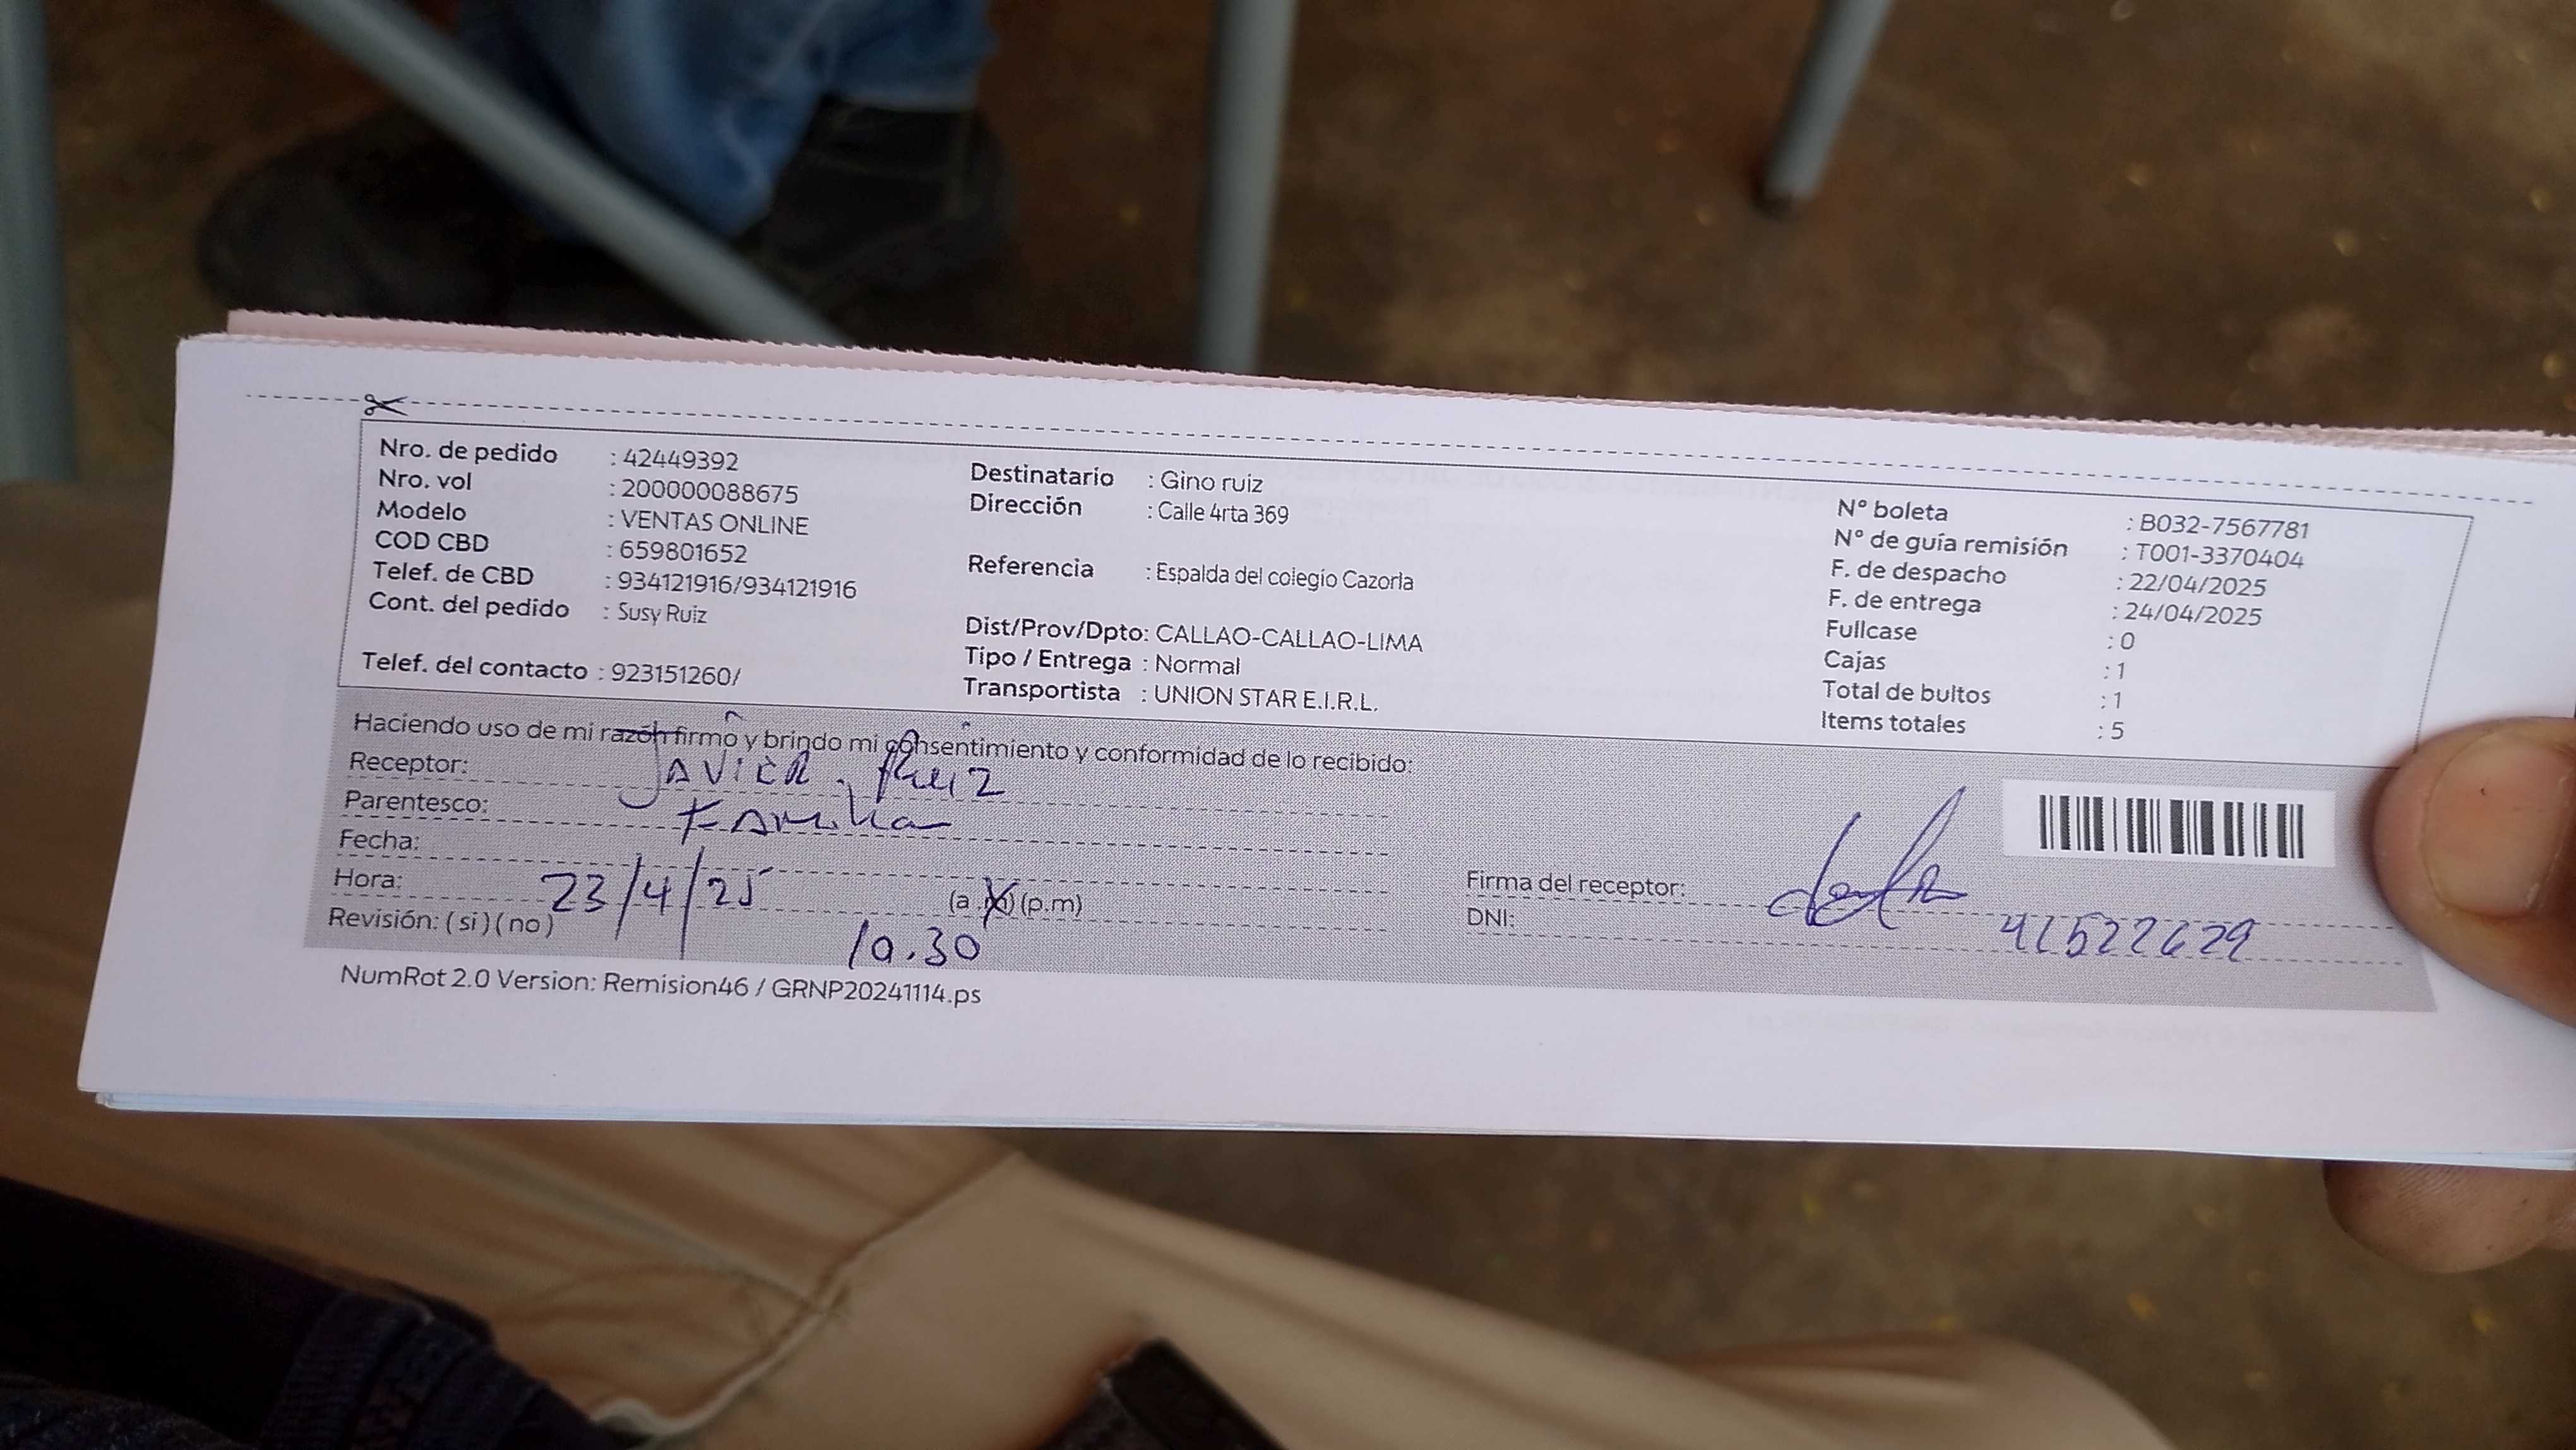 Nro. de pedido : 42449392
Nro. vol : 200000088675
Modelo : VENTAS ONLINE
COD CBD : 659801652
Telef. de CBD : 934121916/934121916
Cont. del pedido : Susy Ruiz
Telef. del contacto : 923151260/
Destinatario : Gino ruiz
Dirección : Calle 4rta 369
Referencia : Espalda del colegio Cazorla
Dist/Prov/Dpto: CALLAO-CALLAO-LIMA
Tipo / Entrega : Normal
Transportista : UNION STAR E.I.R.L.
N° boleta : B032-7567781
N° de guía remisión : T001-3370404
F. de despacho : 22/04/2025
F. de entrega : 24/04/2025
Fullcase : 0
Cajas : 1
Total de bultos : 1
Items totales : 5
Haciendo uso de mi razón firmo y brindo mi consentimiento y conformidad de lo recibido:
Receptor: JAVIER Ruiz
Parentesco: Familia
Fecha: 23/4/25
Hora: 10.30 (a.m) (p.m)
Revisión: (si) (no)
Firma del receptor:
DNI:
NumRot 2.0 Version: Remision46 / GRNP20241114.ps